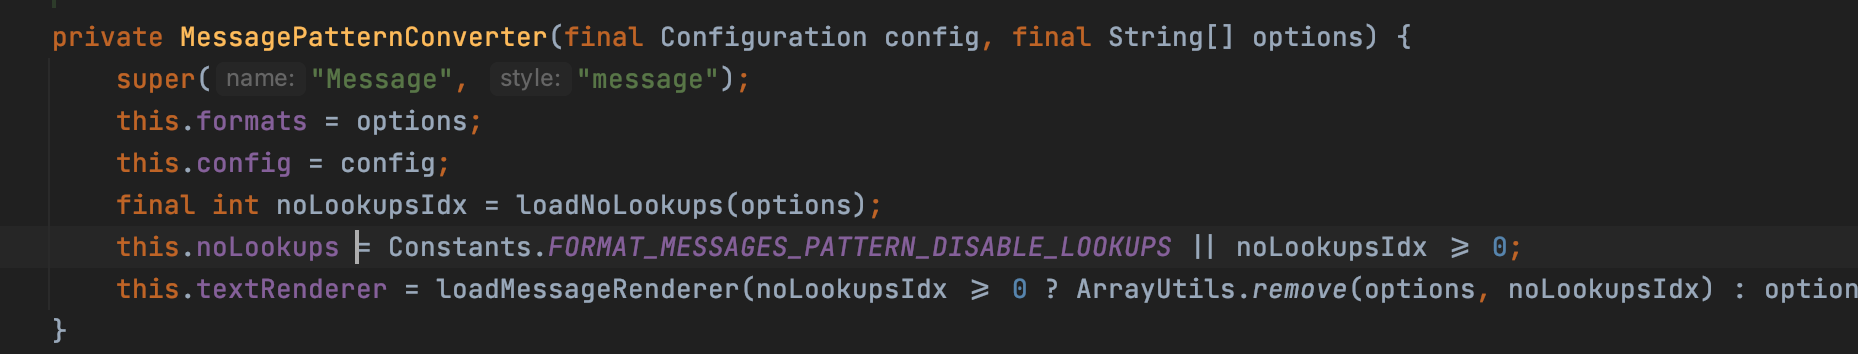 private MessagePatternConverter(final Configuration config, final String[] options) {
super( name: "Message", style: "message");
this.formats = options;
this.config = config;
final int noLookupsIdx = loadNoLookups(options);
this.noLookups = Constants.FORMAT_MESSAGES_PATTERN_DISABLE_LOOKUPS || noLookupsIdx >= 0;
this.textRenderer = loadMessageRenderer(noLookupsIdx >= 0 ? ArrayUtils.remove(options, noLookupsIdx) : option
}